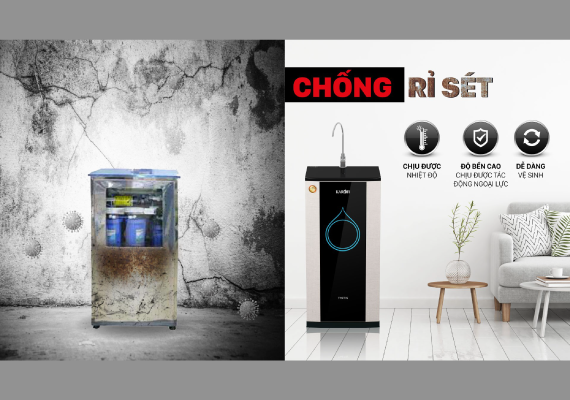 CHỐNG RỈ SÉT
CHỊU ĐƯỢC
NHIỆT ĐỘ
ĐỘ BỀN CAO
CHỊU ĐƯỢC TÁC
ĐỘNG NGOẠI LỰC
DỄ DÀNG
VỆ SINH